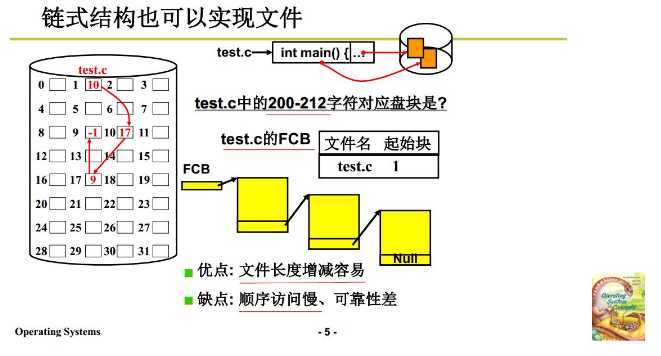 链式结构也可以实现文件
test.c
int main() {…
test.c
0 1 10 2 3
4 5 6 7
8 9 -1 10 17 11
12 13 14 15
16 17 9 18 19
20 21 22 23
24 25 26 27
28 29 30 31
test.c中的200-212字符对应盘块是?
test.c的FCB
文件名 起始块
test.c 1
FCB
Null
优点: 文件长度增减容易
缺点: 顺序访问慢、可靠性差
Operating Systems
- 5 -
Operating
System
Concepts